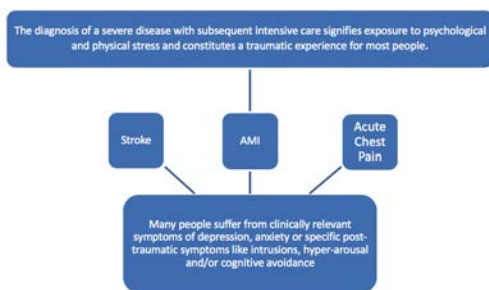 The diagnosis of a severe disease with subsequent intensive care signifies exposure to psychological
and physical stress and constitutes a traumatic experience for most people.
Stroke
AMI
Acute
Chest
Pain
Many people suffer from clinically relevant
symptoms of depression, anxiety or specific post-
traumatic symptoms like intrusions, hyper-arousal
and/or cognitive avoidance